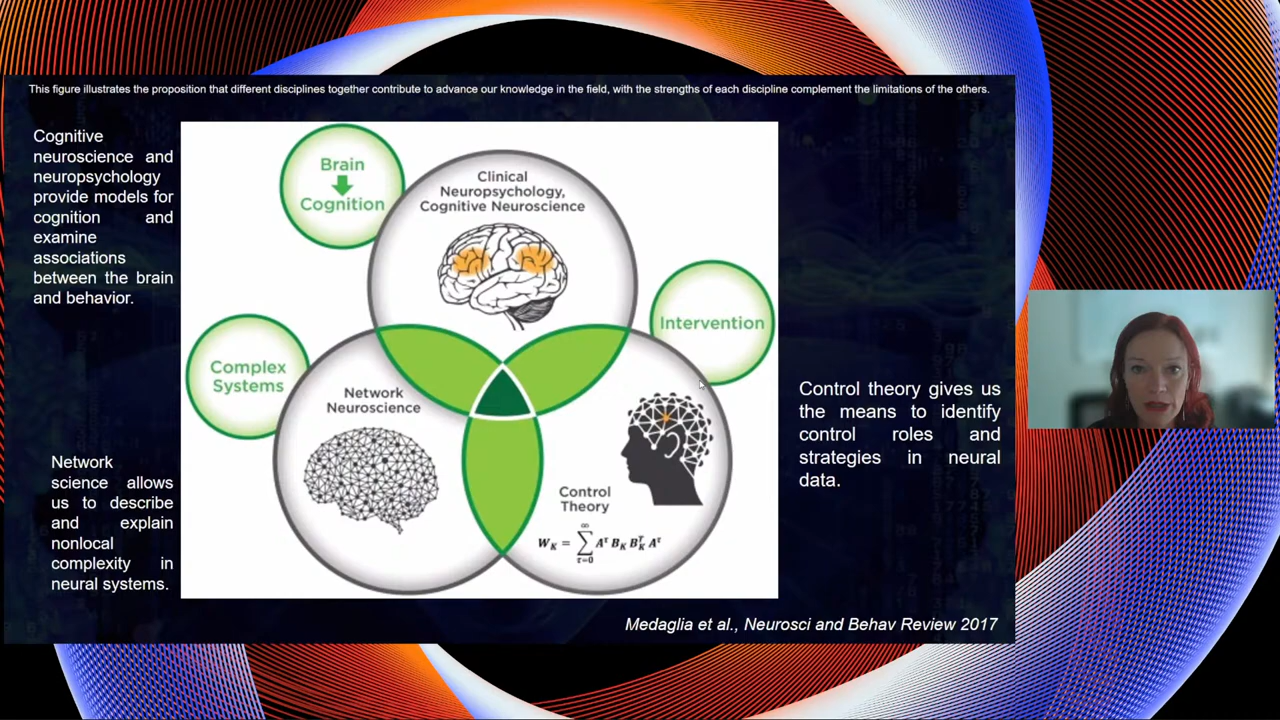 This figure illustrates the proposition that different disciplines together contribute to advance our knowledge in the field, with the strengths of each discipline complement the limitations of the others.
Cognitive
neuroscience and
neuropsychology
provide models for
cognition and
examine
associations
between the brain
and behavior.
Brain
Cognition
Clinical
Neuropsychology,
Cognitive Neuroscience
Intervention
Complex
Systems
Network
Neuroscience
Control
Theory
W_K = ∑_{τ=0}^{∞} A^τ B_K B_K^T A^τ
Control theory gives us
the means to identify
control roles and
strategies in neural
data.
Network
science allows
us to describe
and explain
nonlocal
complexity in
neural systems.
Medaglia et al., Neurosci and Behav Review 2017